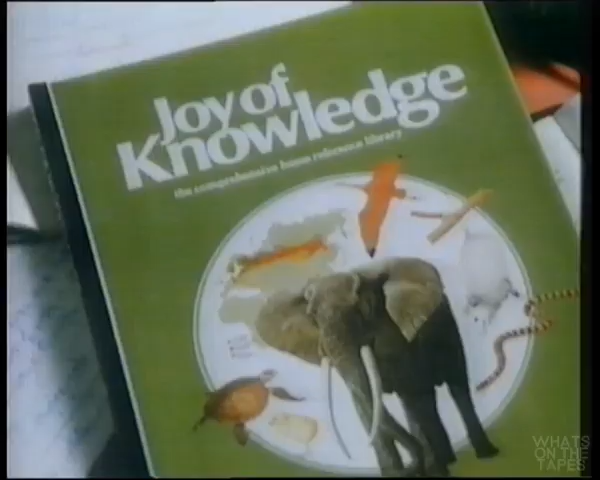 Joy of
Knowledge
the comprehensive home reference library
WHATS
ON THE
TAPES